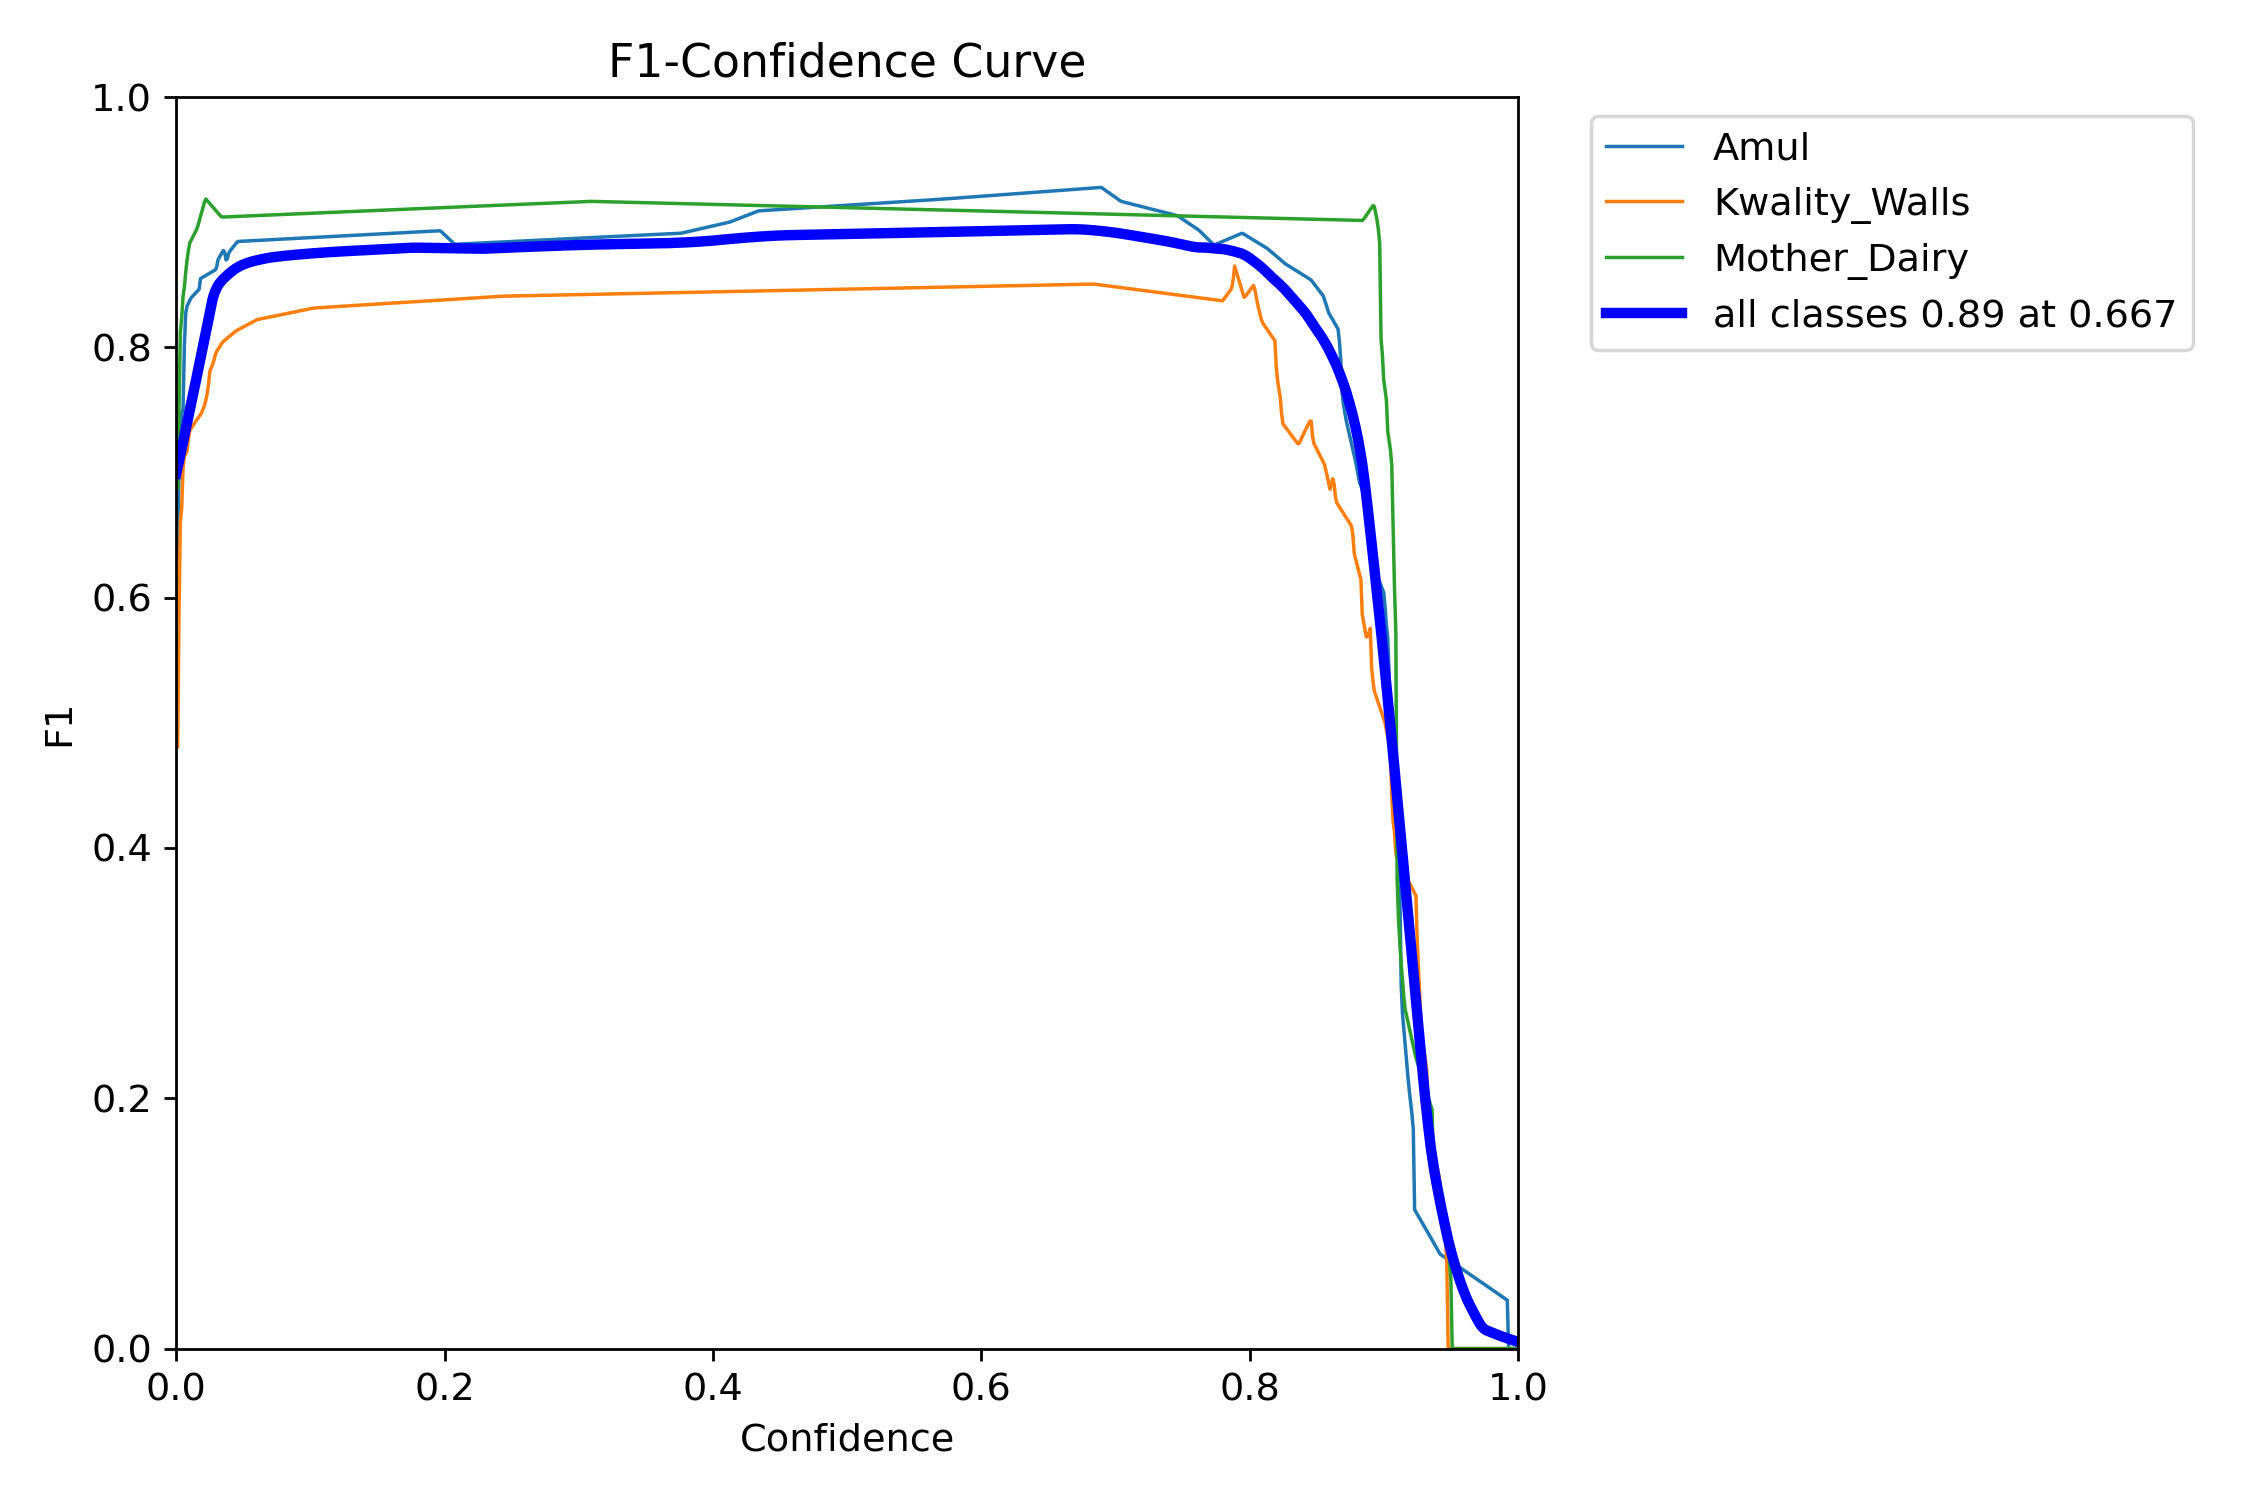 F1-Confidence Curve
1.0
0.8
0.6
0.4
0.2
0.0
F1
0.0 0.2 0.4 0.6 0.8 1.0
Confidence
Amul
Kwality_Walls
Mother_Dairy
all classes 0.89 at 0.667